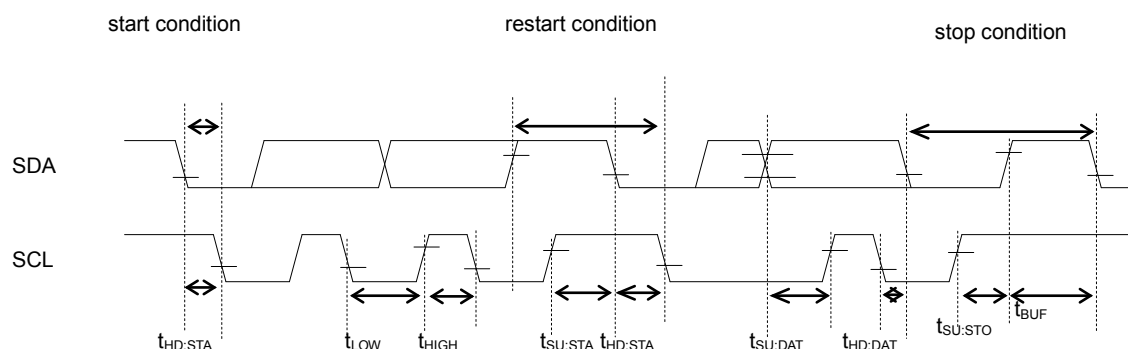 start condition
restart condition
stop condition
SDA
SCL
tHD:STA
tLOW
tHIGH
tSU:STA
tHD:STA
tSU:DAT
tHD:DAT
tSU:STO
tBUF